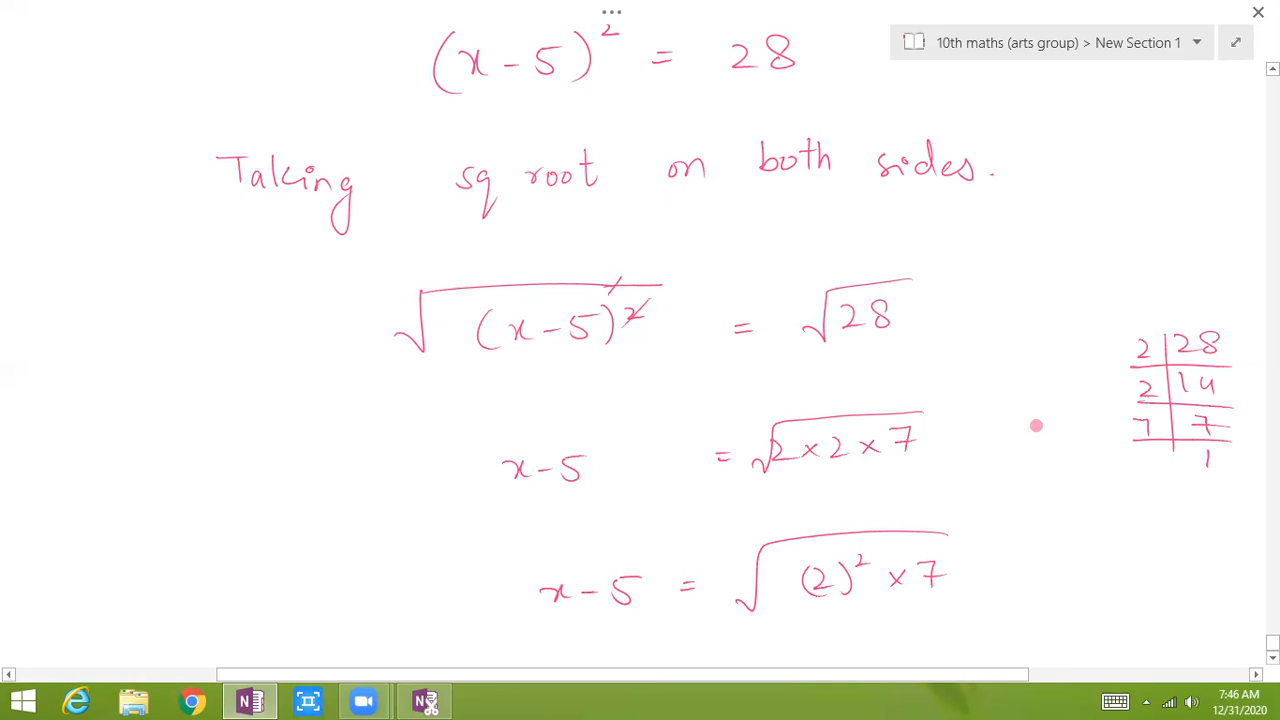 10th maths (arts group) > New Section 1
(x - 5)² = 28
Taking sq root on both sides.
√(x - 5)² = √28
x - 5 = √2 × 2 × 7
x - 5 = √(2)² × 7
2 | 28
2 | 14
7 | 7
1
7:46 AM
12/31/2020